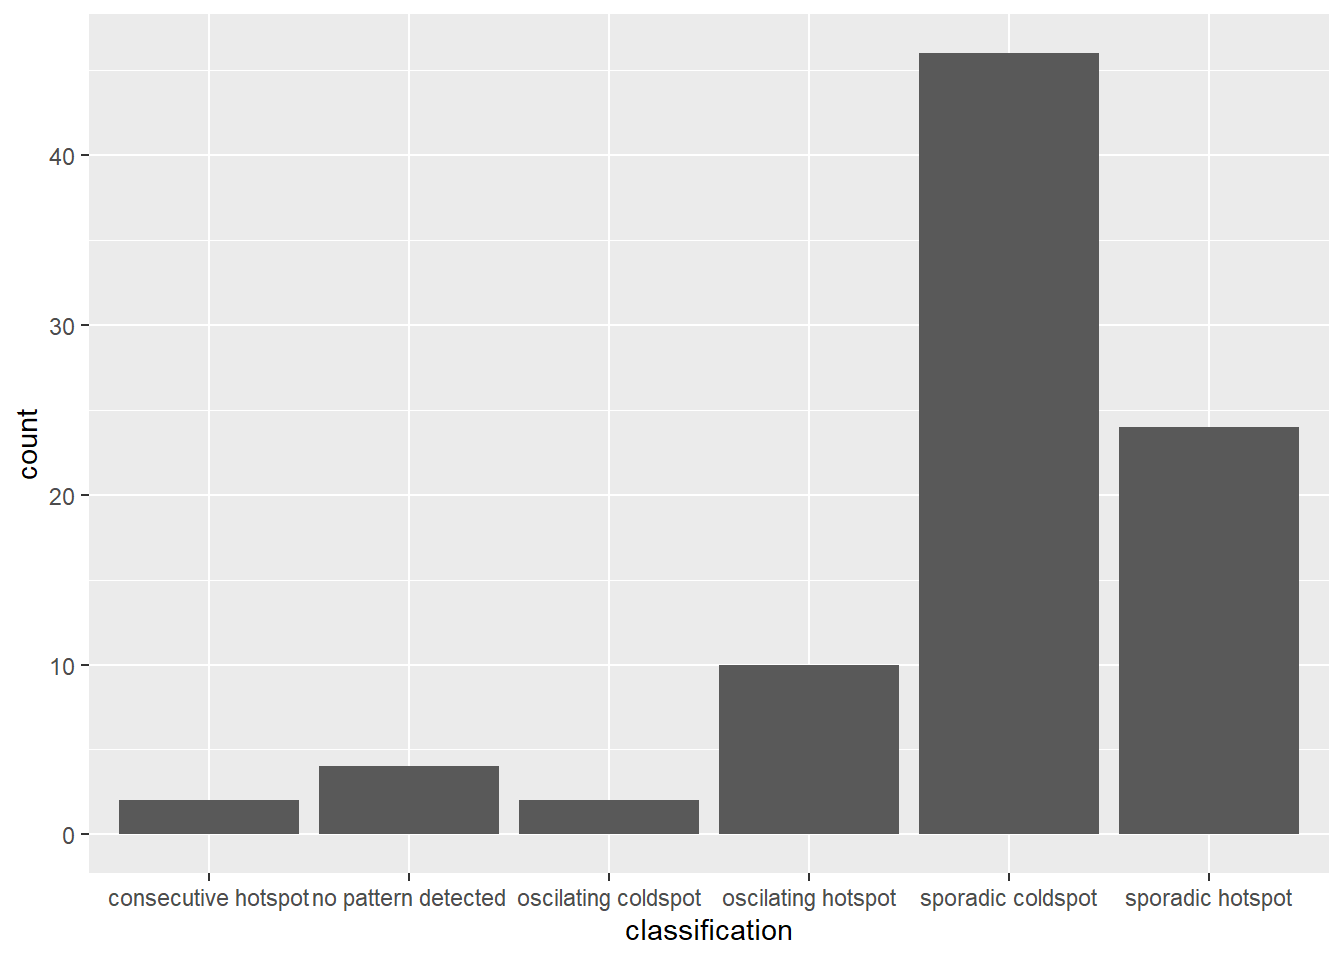 count
40
30
20
10
0
consecutive hotspot no pattern detected oscilating coldspot oscilating hotspot sporadic coldspot sporadic hotspot
classification